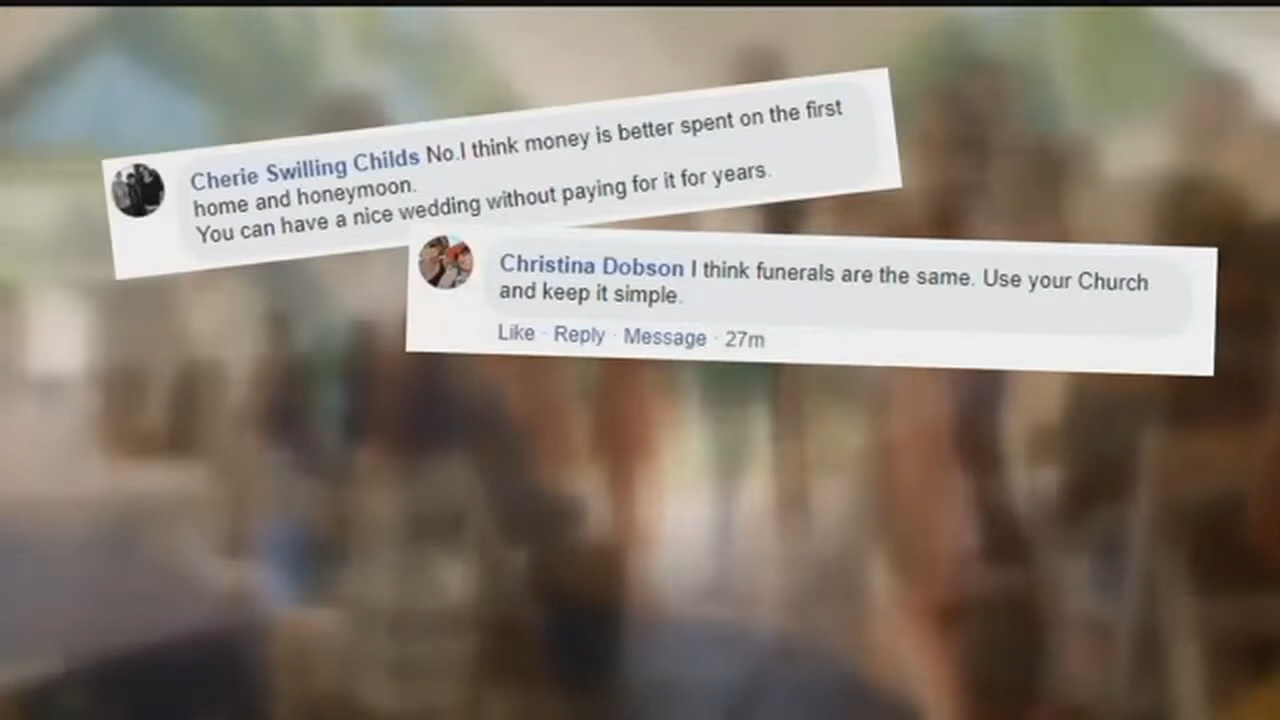 Cherie Swilling Childs No.I think money is better spent on the first
home and honeymoon.
You can have a nice wedding without paying for it for years.
Christina Dobson I think funerals are the same. Use your Church
and keep it simple.
Like · Reply · Message · 27m